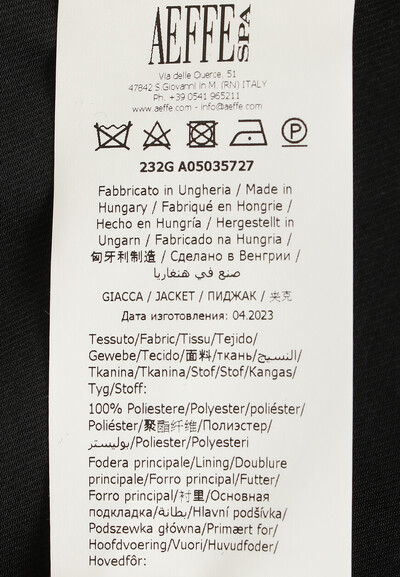 AEFFE SPA
Via delle Querce, 51
47842 S.Giovanni in M. (RN) ITALY
Ph. +39 0541 965211
www.aeffe.com - info@aeffe.com
P
232G A05035727
Fabbricato in Ungheria / Made in
Hungary / Fabriqué en Hongrie /
Hecho en Hungría / Hergestellt in
Ungarn / Fabricado na Hungria /
匈牙利制造 / Сделано в Венгрии /
صنع في هنغاريا
GIACCA / JACKET / ПИДЖАК / 夹克
Дата изготовления: 04.2023
Tessuto/Fabric/Tissu/Tejido/
Gewebe/Tecido/面料/ткань/النسيج/
Tkanina/Tkanina/Stof/Stof/Kangas/
Tyg/Stoff:
100% Poliestere/Polyester/poliéster/
Poliéster/聚酯纤维/Полиэстер/
بوليستر/Poliester/Polyesteri
Fodera principale/Lining/Doublure
principale/Forro principal/Futter/
Forro principal/衬里/Основная
подкладка/بطانة/Hlavní podšívka/
Podszewka główna/Primært for/
Hoofdvoering/Vuori/Huvudfoder/
Hovedfôr: